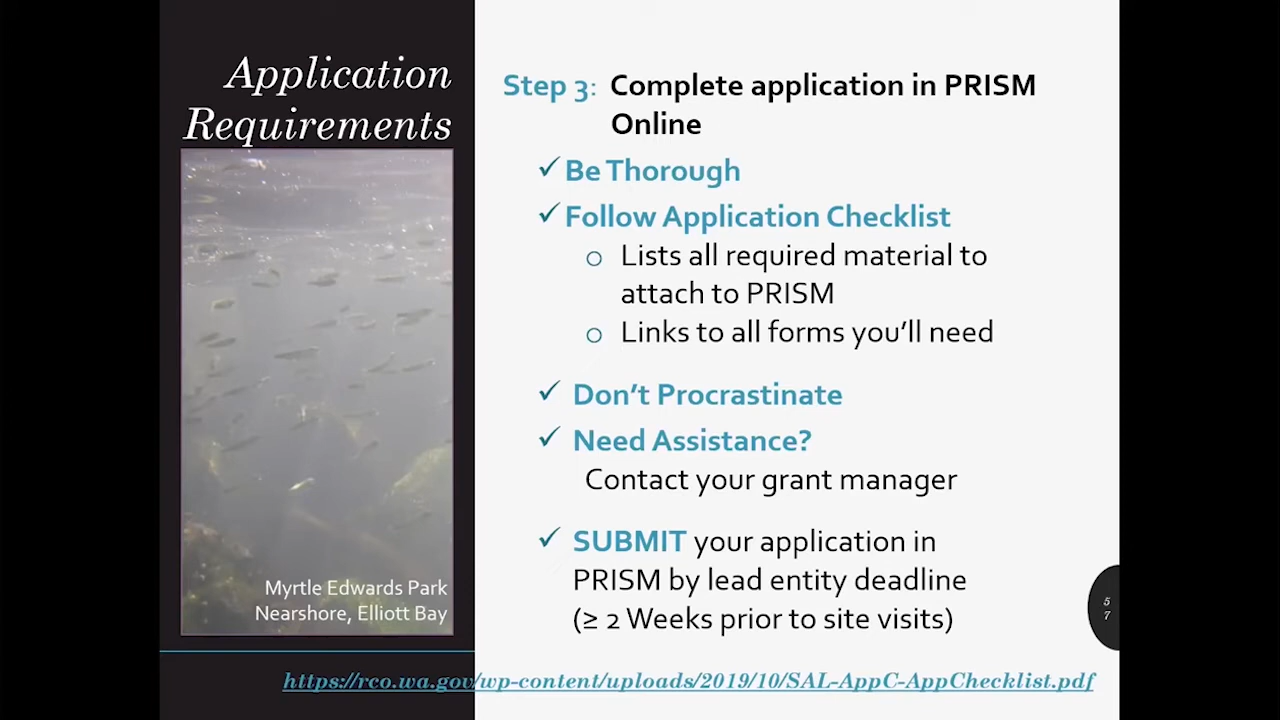 Application
Requirements
Step 3: Complete application in PRISM
Online
✓ Be Thorough
✓ Follow Application Checklist
o Lists all required material to
attach to PRISM
o Links to all forms you'll need
✓ Don't Procrastinate
✓ Need Assistance?
Contact your grant manager
✓ SUBMIT your application in
PRISM by lead entity deadline
(≥ 2 Weeks prior to site visits)
Myrtle Edwards Park
Nearshore, Elliott Bay
5
7
https://rco.wa.gov/wp-content/uploads/2019/10/SAL-AppC-AppChecklist.pdf